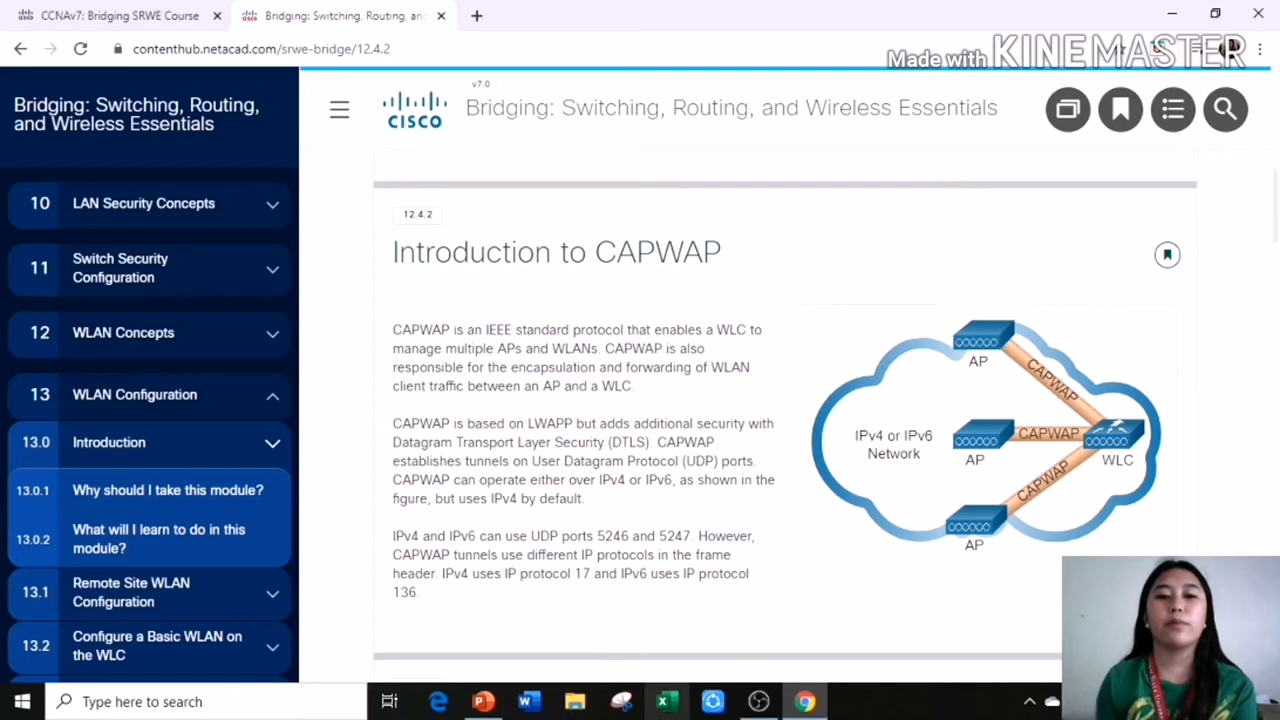 CCNAv7: Bridging SRWE Course
Bridging: Switching, Routing, an
contenthub.netacad.com/srwe-bridge/12.4.2
Made with KINEMASTER
Bridging: Switching, Routing,
and Wireless Essentials
v7.0
CISCO
Bridging: Switching, Routing, and Wireless Essentials
10 LAN Security Concepts
11 Switch Security
Configuration
12 WLAN Concepts
13 WLAN Configuration
13.0 Introduction
13.0.1 Why should I take this module?
13.0.2 What will I learn to do in this
module?
13.1 Remote Site WLAN
Configuration
13.2 Configure a Basic WLAN on
the WLC
12.4.2
Introduction to CAPWAP
CAPWAP is an IEEE standard protocol that enables a WLC to
manage multiple APs and WLANs. CAPWAP is also
responsible for the encapsulation and forwarding of WLAN
client traffic between an AP and a WLC.
CAPWAP is based on LWAPP but adds additional security with
Datagram Transport Layer Security (DTLS). CAPWAP
establishes tunnels on User Datagram Protocol (UDP) ports.
CAPWAP can operate either over IPv4 or IPv6, as shown in the
figure, but uses IPv4 by default.
IPv4 and IPv6 can use UDP ports 5246 and 5247. However,
CAPWAP tunnels use different IP protocols in the frame
header. IPv4 uses IP protocol 17 and IPv6 uses IP protocol
136.
AP
CAPWAP
IPv4 or IPv6
Network
AP
CAPWAP
WLC
CAPWAP
AP
Type here to search